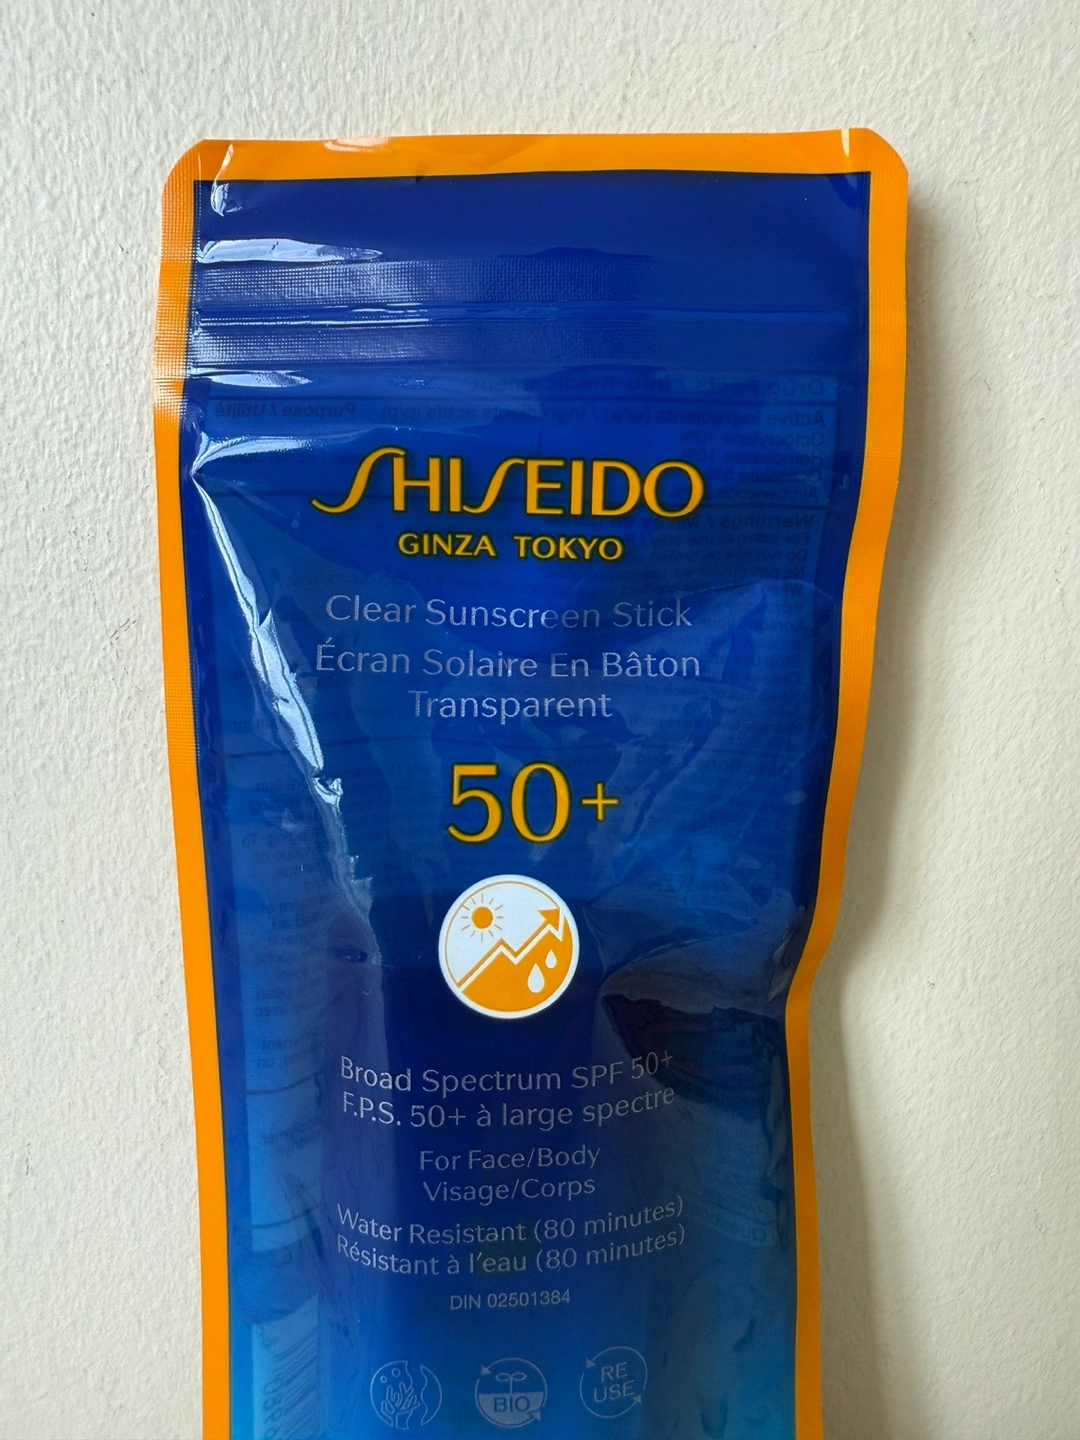 SHISEIDO
GINZA TOKYO
Clear Sunscreen Stick
Écran Solaire En Bâton
Transparent
50+
Broad Spectrum SPF 50+
F.P.S. 50+ à large spectre
For Face/Body
Visage/Corps
Water Resistant (80 minutes)
Résistant à l'eau (80 minutes)
DIN 02501384
BIO
RE
USE